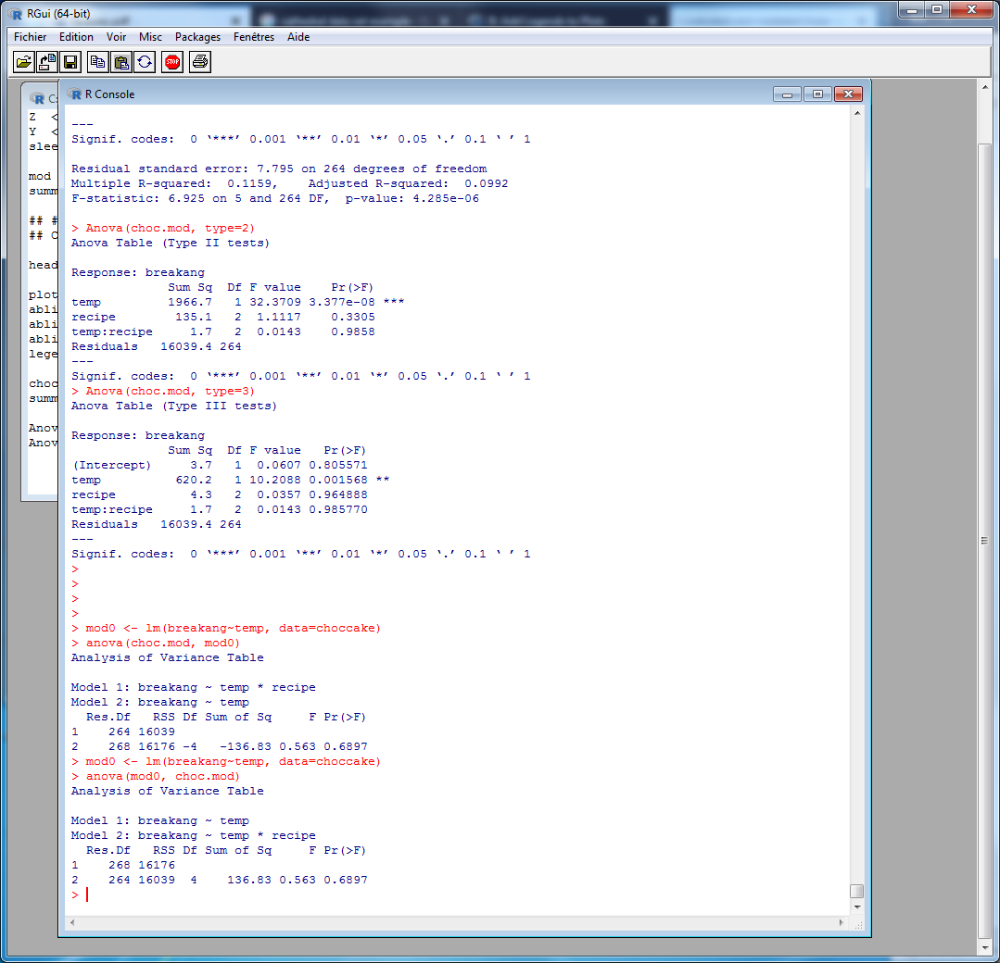 RGui (64-bit)
Fichier Edition Voir Misc Packages Fenêtres Aide
STOP
R Console
Z <
Y <
slee
mod
summ
## #
## C
head
plot
abli
abli
abli
lege
choc
summ
Anov
Anov
---
Signif. codes:  0 ‘***’ 0.001 ‘**’ 0.01 ‘*’ 0.05 ‘.’ 0.1 ‘ ’ 1
Residual standard error: 7.795 on 264 degrees of freedom
Multiple R-squared:  0.1159,    Adjusted R-squared:  0.0992
F-statistic: 6.925 on 5 and 264 DF,  p-value: 4.285e-06
> Anova(choc.mod, type=2)
Anova Table (Type II tests)
Response: breakang
             Sum Sq  Df F value    Pr(>F)
temp         1966.7   1 32.3709 3.377e-08 ***
recipe        135.1   2  1.1117    0.3305
temp:recipe     1.7   2  0.0143    0.9858
Residuals   16039.4 264
---
Signif. codes:  0 ‘***’ 0.001 ‘**’ 0.01 ‘*’ 0.05 ‘.’ 0.1 ‘ ’ 1
> Anova(choc.mod, type=3)
Anova Table (Type III tests)
Response: breakang
             Sum Sq  Df F value   Pr(>F)
(Intercept)     3.7   1  0.0607 0.805571
temp          620.2   1 10.2088 0.001568 **
recipe          4.3   2  0.0357 0.964888
temp:recipe     1.7   2  0.0143 0.985770
Residuals   16039.4 264
---
Signif. codes:  0 ‘***’ 0.001 ‘**’ 0.01 ‘*’ 0.05 ‘.’ 0.1 ‘ ’ 1
>
>
>
>
> mod0 <- lm(breakang~temp, data=choccake)
> anova(choc.mod, mod0)
Analysis of Variance Table
Model 1: breakang ~ temp * recipe
Model 2: breakang ~ temp
  Res.Df   RSS Df Sum of Sq     F Pr(>F)
1    264 16039
2    268 16176 -4   -136.83 0.563 0.6897
> mod0 <- lm(breakang~temp, data=choccake)
> anova(mod0, choc.mod)
Analysis of Variance Table
Model 1: breakang ~ temp
Model 2: breakang ~ temp * recipe
  Res.Df   RSS Df Sum of Sq     F Pr(>F)
1    268 16176
2    264 16039  4    136.83 0.563 0.6897
>